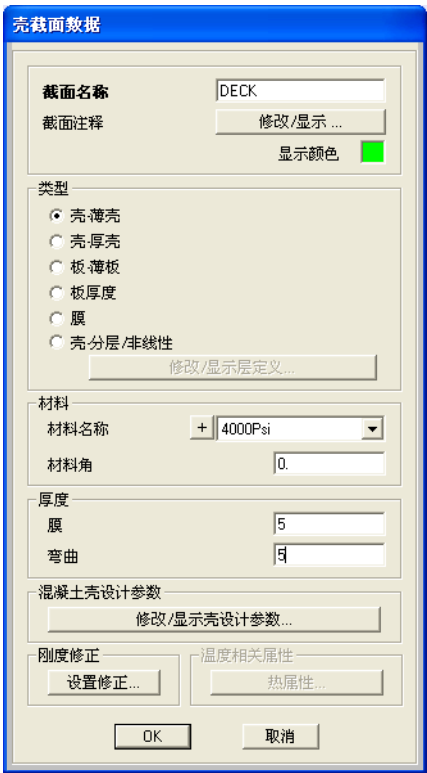 壳截面数据
截面名称 DECK
截面注释 修改/显示 ...
显示颜色
类型
壳-薄壳
壳-厚壳
板-薄板
板厚度
膜
壳-分层/非线性
修改/显示层定义...
材料
材料名称 + 4000Psi
材料角 0.
厚度
膜 5
弯曲 5
混凝土壳设计参数
修改/显示壳设计参数...
刚度修正 温度相关属性
设置修正... 热属性...
OK 取消